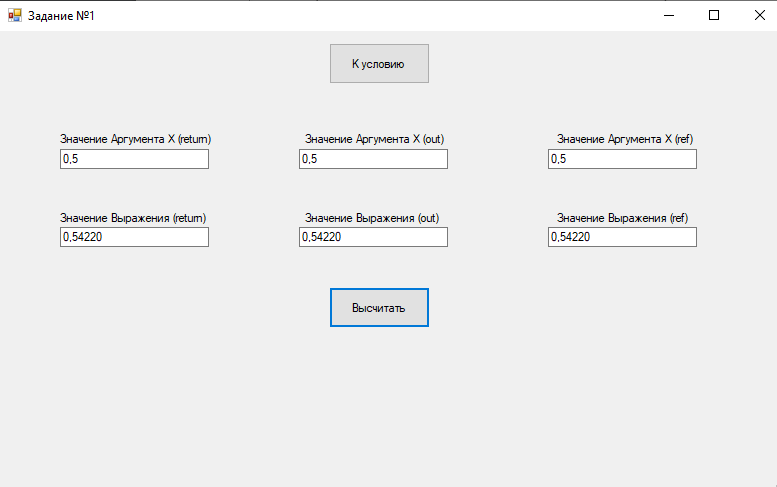 Задание №1
К условию
Значение Аргумента X (return) Значение Аргумента X (out) Значение Аргумента X (ref)
0,5 0,5 0,5
Значение Выражения (return) Значение Выражения (out) Значение Выражения (ref)
0,54220 0,54220 0,54220
Высчитать